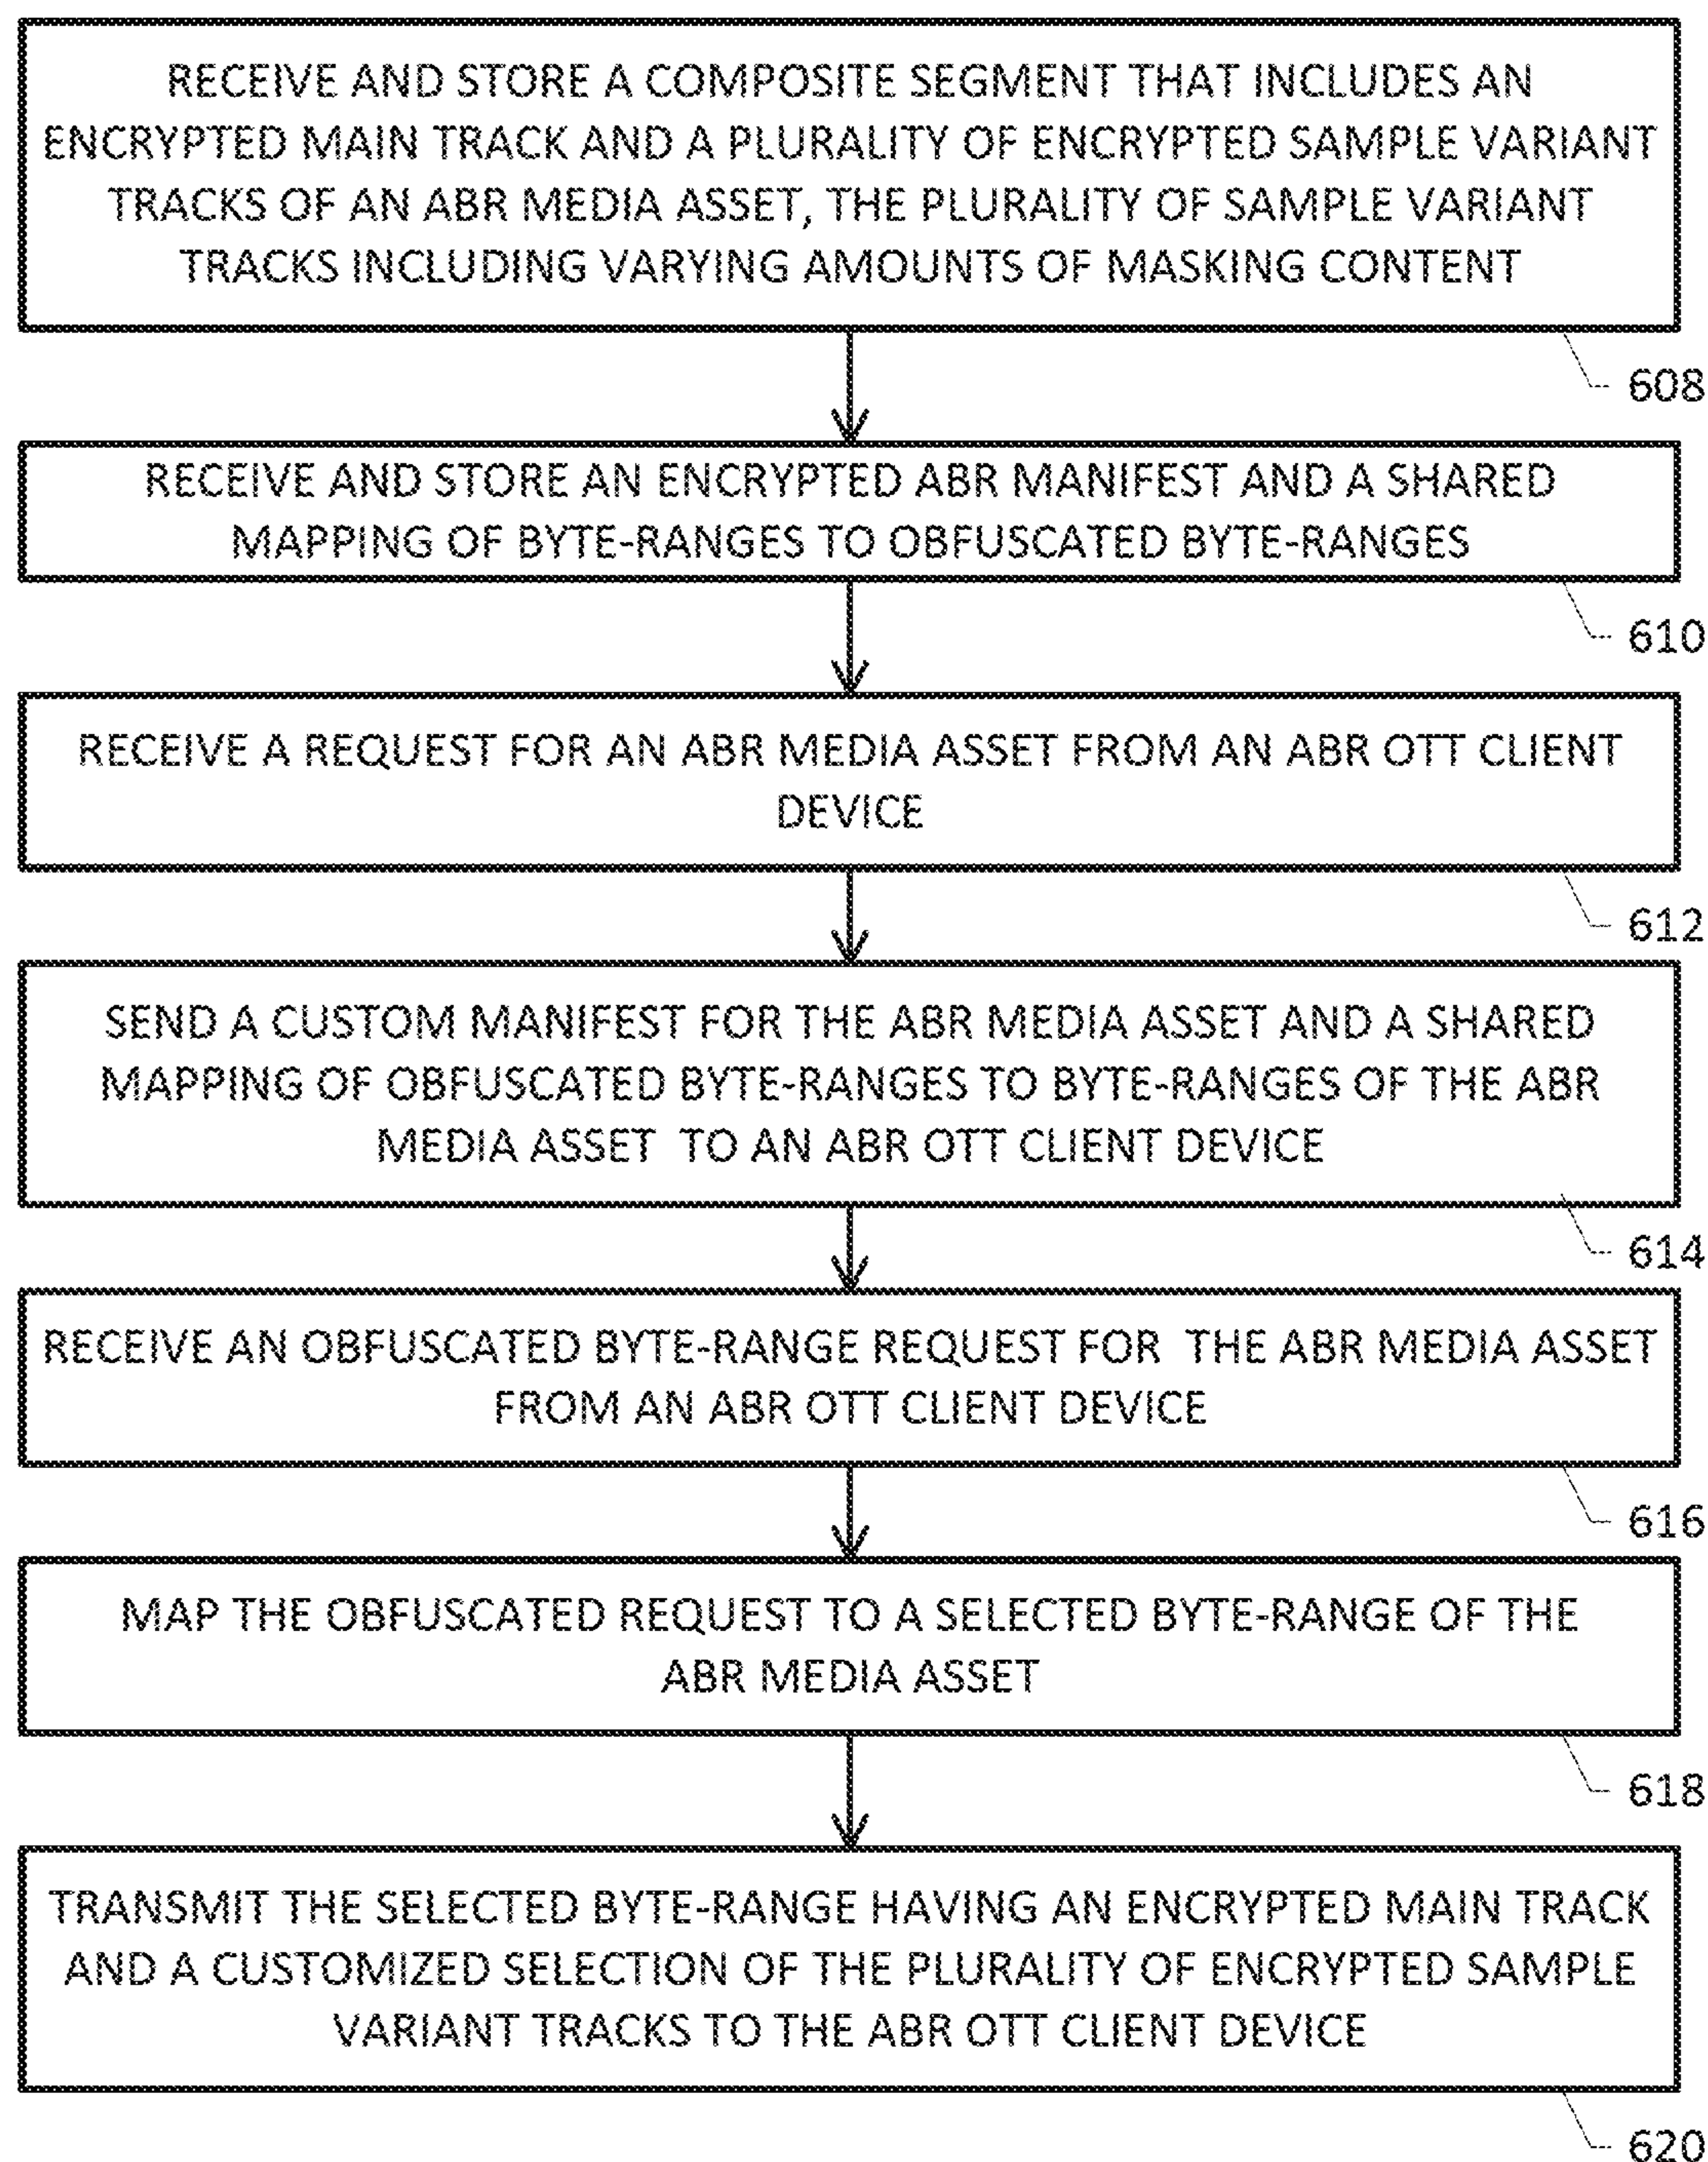 RECEIVE AND STORE A COMPOSITE SEGMENT THAT INCLUDES AN
ENCRYPTED MAIN TRACK AND A PLURALITY OF ENCRYPTED SAMPLE VARIANT
TRACKS OF AN ABR MEDIA ASSET, THE PLURALITY OF SAMPLE VARIANT
TRACKS INCLUDING VARYING AMOUNTS OF MASKING CONTENT
608
RECEIVE AND STORE AN ENCRYPTED ABR MANIFEST AND A SHARED
MAPPING OF BYTE-RANGES TO OBFUSCATED BYTE-RANGES
610
RECEIVE A REQUEST FOR AN ABR MEDIA ASSET FROM AN ABR OTT CLIENT
DEVICE
612
SEND A CUSTOM MANIFEST FOR THE ABR MEDIA ASSET AND A SHARED
MAPPING OF OBFUSCATED BYTE-RANGES TO BYTE-RANGES OF THE ABR
MEDIA ASSET TO AN ABR OTT CLIENT DEVICE
614
RECEIVE AN OBFUSCATED BYTE-RANGE REQUEST FOR THE ABR MEDIA ASSET
FROM AN ABR OTT CLIENT DEVICE
616
MAP THE OBFUSCATED REQUEST TO A SELECTED BYTE-RANGE OF THE
ABR MEDIA ASSET
618
TRANSMIT THE SELECTED BYTE-RANGE HAVING AN ENCRYPTED MAIN TRACK
AND A CUSTOMIZED SELECTION OF THE PLURALITY OF ENCRYPTED SAMPLE
VARIANT TRACKS TO THE ABR OTT CLIENT DEVICE
620